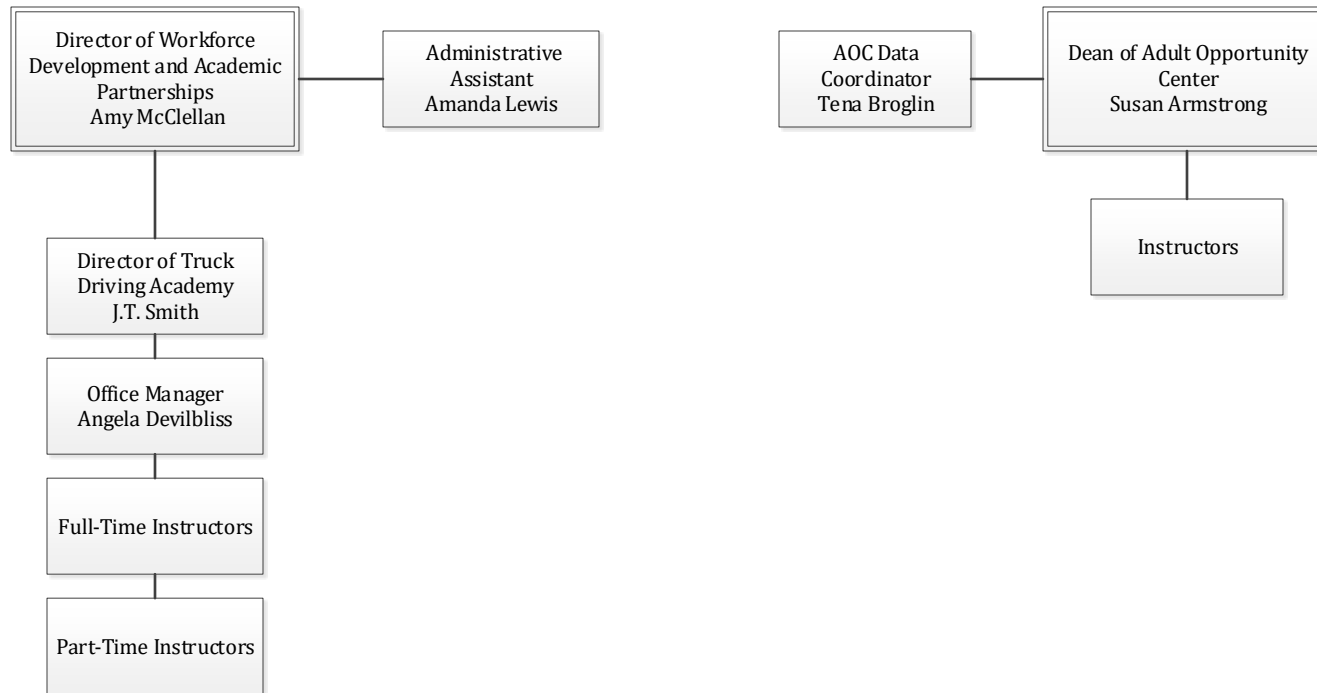 Director of Workforce
Development and Academic
Partnerships
Amy McClellan
Administrative
Assistant
Amanda Lewis
AOC Data
Coordinator
Tena Broglin
Dean of Adult Opportunity
Center
Susan Armstrong
Instructors
Director of Truck
Driving Academy
J.T. Smith
Office Manager
Angela Devilbliss
Full-Time Instructors
Part-Time Instructors